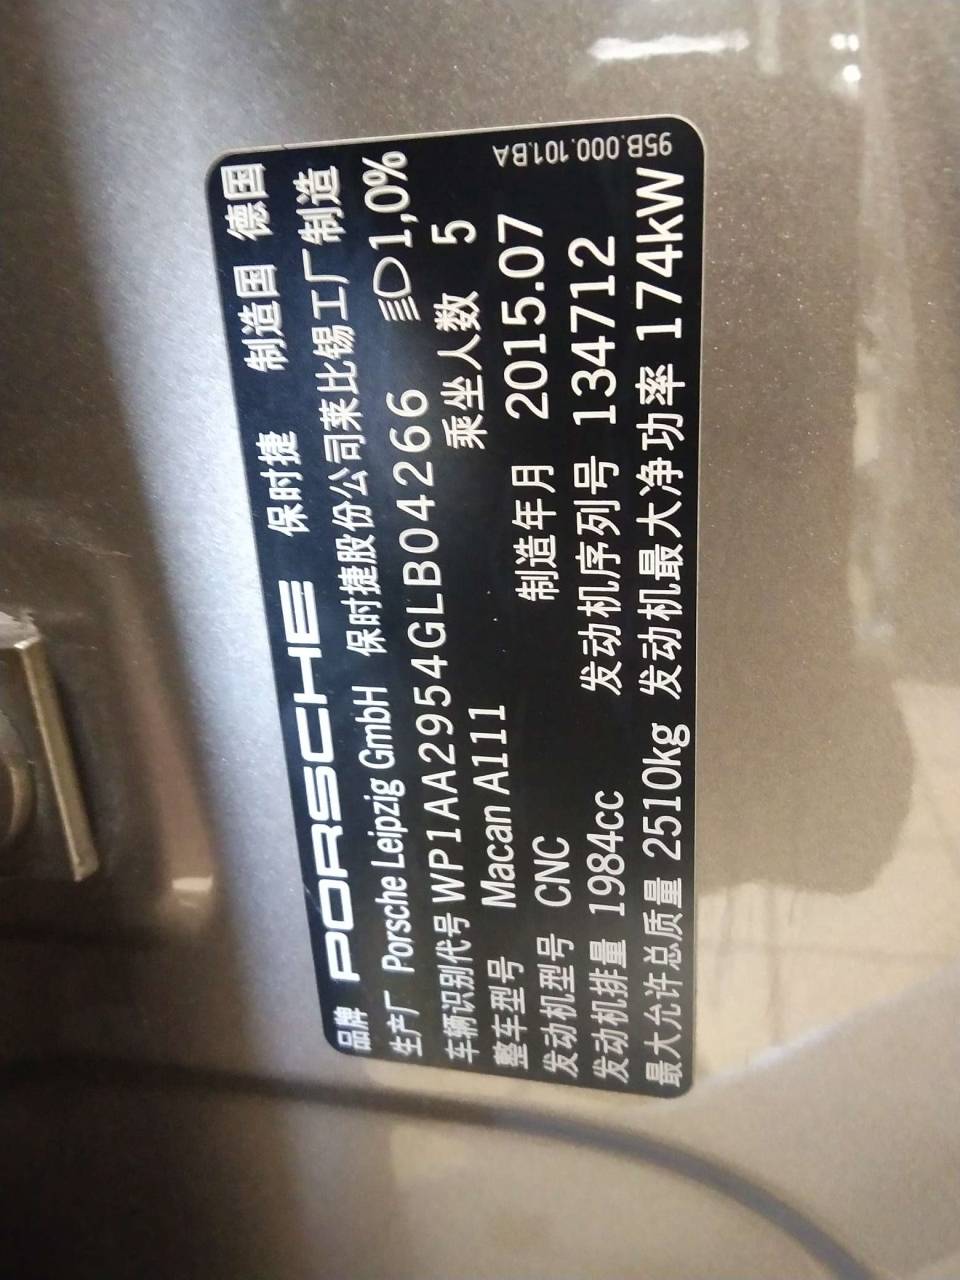 品牌 PORSCHE 保时捷 制造国 德国
生产厂 Porsche Leipzig GmbH 保时捷股份公司莱比锡工厂制造
车辆识别代号 WP1AA2954GLB04266 1,0%
整车型号 Macan A111 乘坐人数 5
发动机型号 CNC 制造年月 2015.07
发动机排量 1984cc 发动机序列号 134712
最大允许总质量 2510kg 发动机最大净功率 174kW
95B.000.101.BA